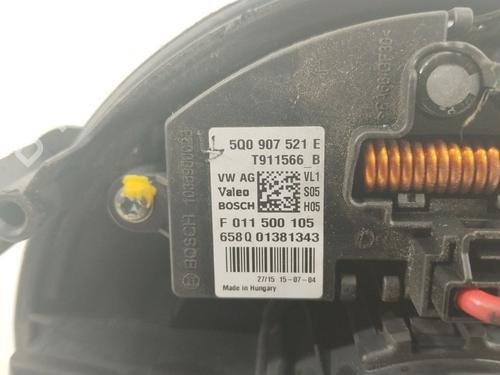 5Q0 907 521 E
T911566_B
VW AG VL1
Valeo S05
BOSCH H05
F 011 500 105
658Q 01381343
27/15 15-07-04
Made in Hungary
BOSCH